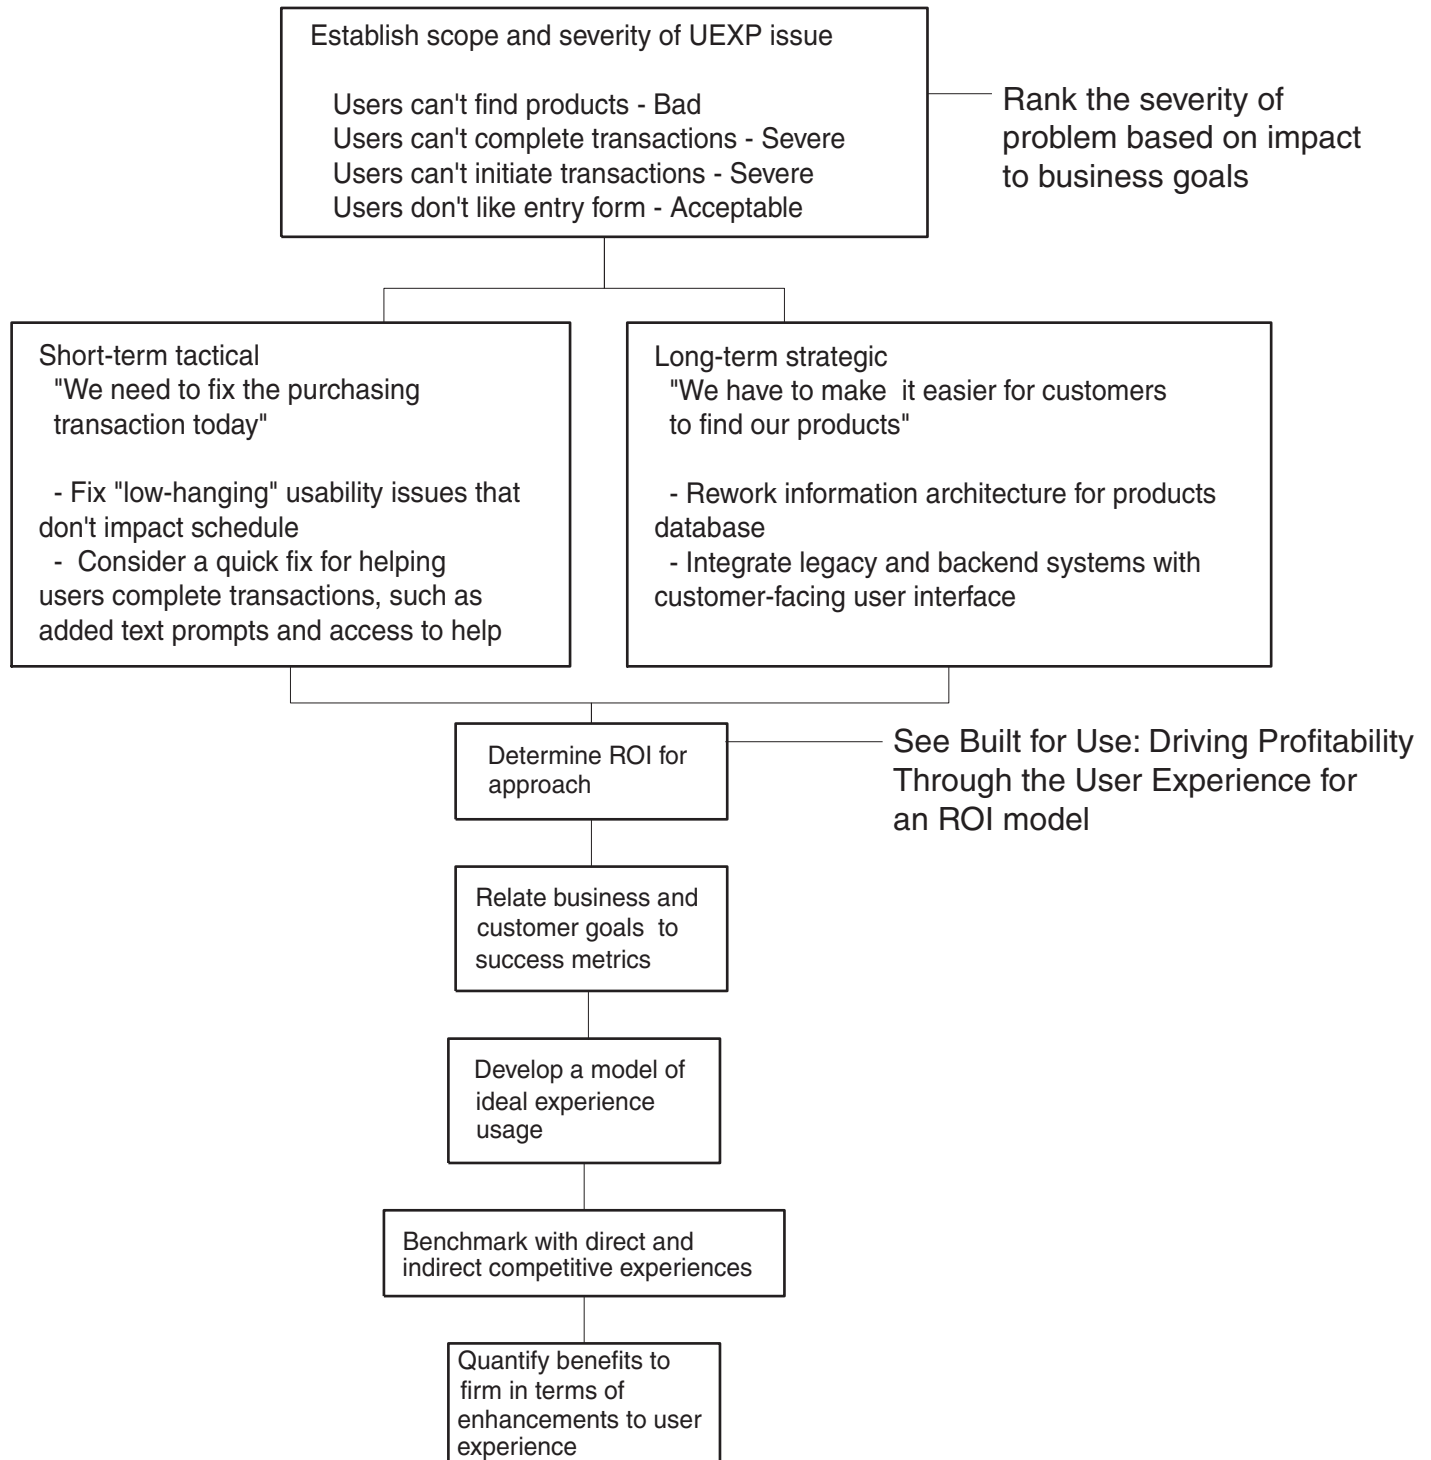 Establish scope and severity of UEXP issue
Users can't find products - Bad
Users can't complete transactions - Severe
Users can't initiate transactions - Severe
Users don't like entry form - Acceptable
Rank the severity of
problem based on impact
to business goals
Short-term tactical
"We need to fix the purchasing
transaction today"
- Fix "low-hanging" usability issues that
don't impact schedule
- Consider a quick fix for helping
users complete transactions, such as
added text prompts and access to help
Long-term strategic
"We have to make it easier for customers
to find our products"
- Rework information architecture for products
database
- Integrate legacy and backend systems with
customer-facing user interface
Determine ROI for
approach
See Built for Use: Driving Profitability
Through the User Experience for
an ROI model
Relate business and
customer goals to
success metrics
Develop a model of
ideal experience
usage
Benchmark with direct and
indirect competitive experiences
Quantify benefits to
firm in terms of
enhancements to user
experience